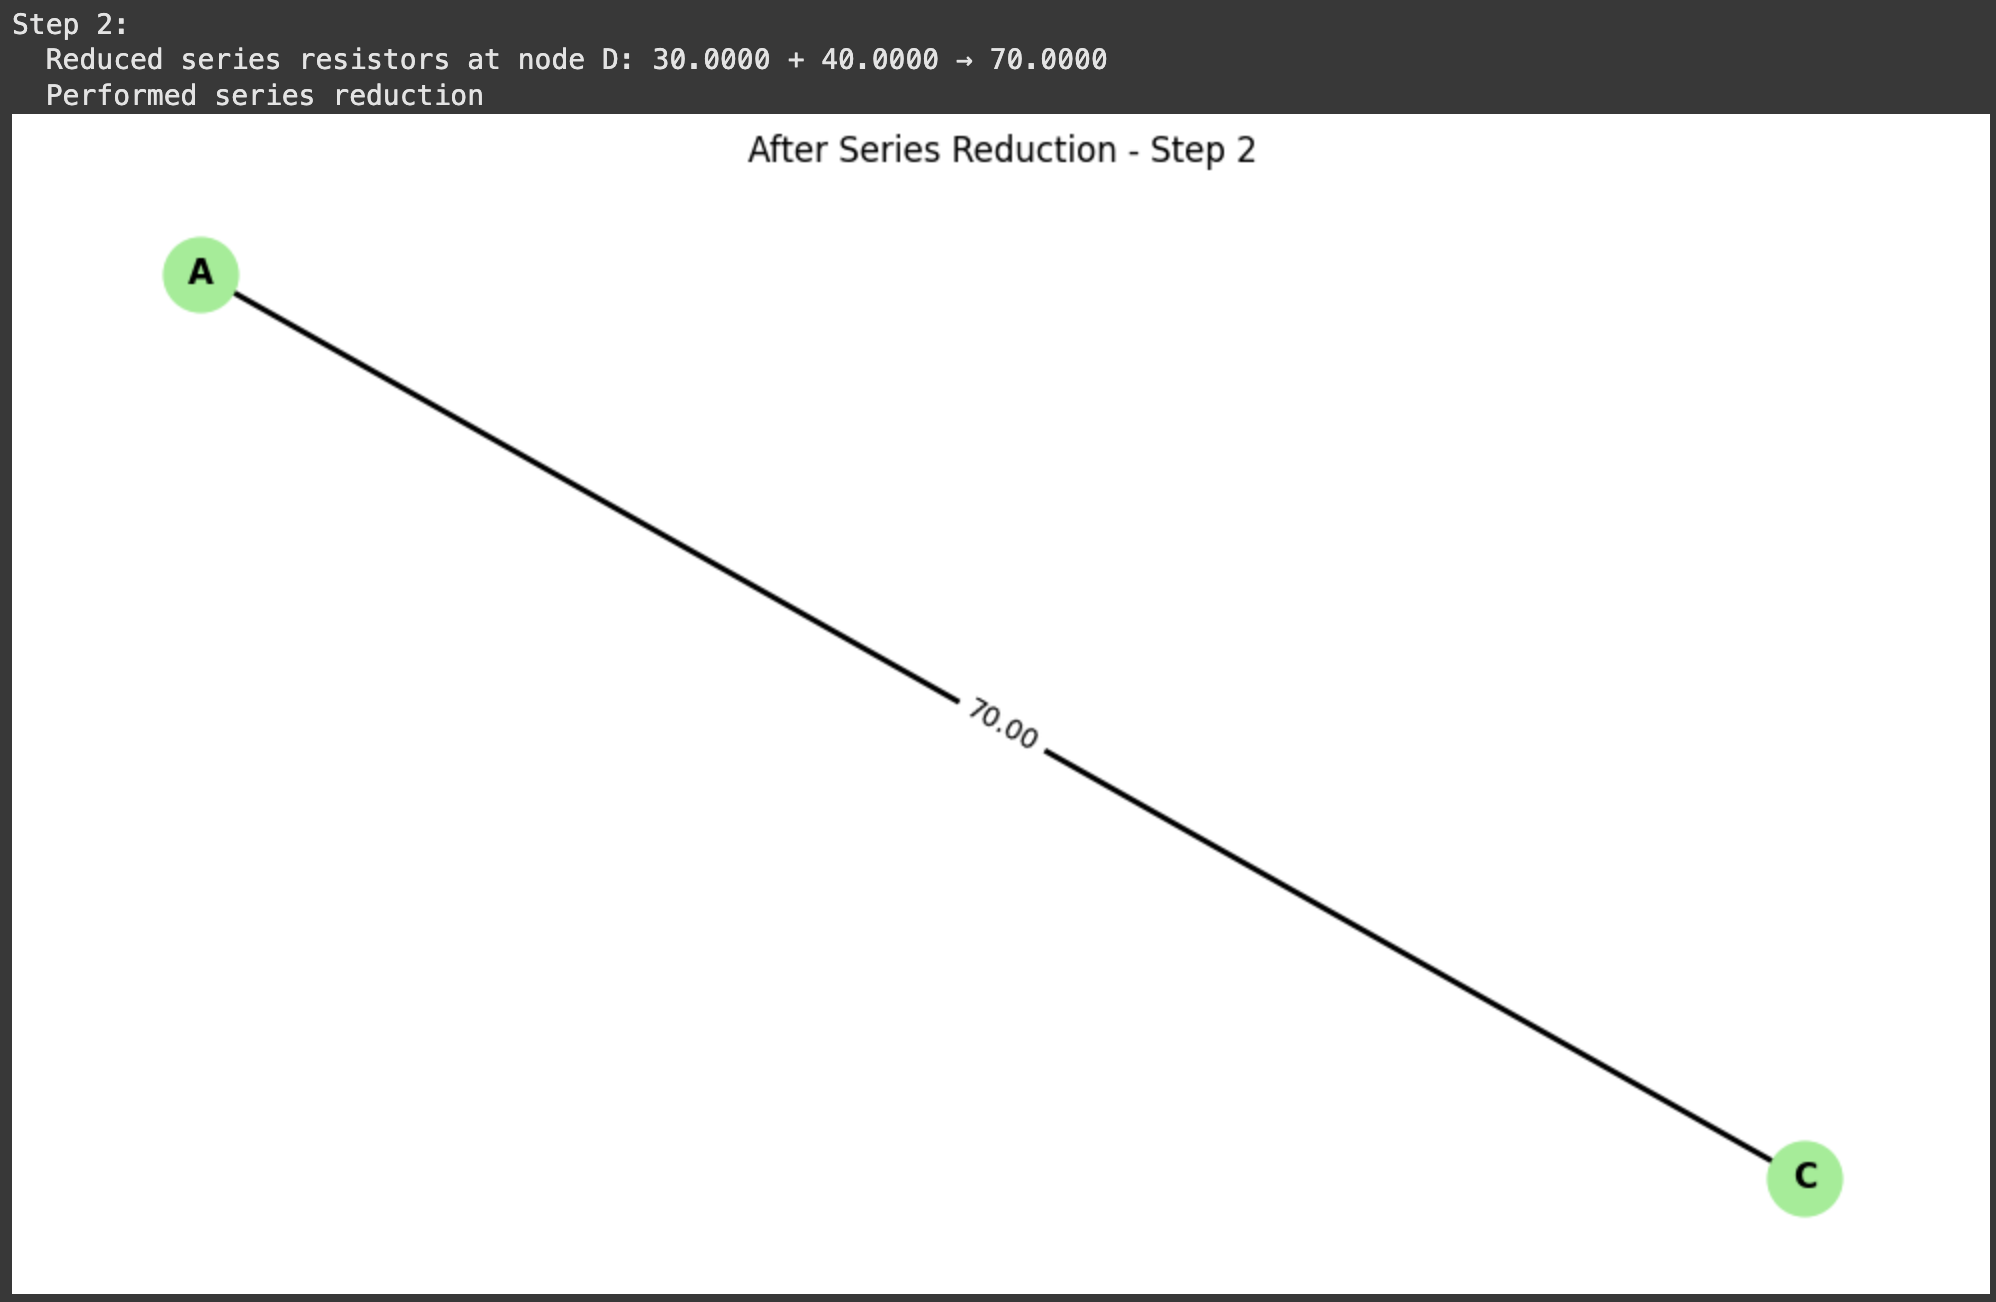 Step 2:
Reduced series resistors at node D: 30.0000 + 40.0000 → 70.0000
Performed series reduction
After Series Reduction - Step 2
A
70.00
C